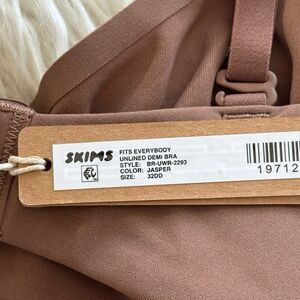 SKIMS
FITS EVERYBODY
UNLINED DEMI BRA
STYLE: BR-UWR-2293
COLOR: JASPER
SIZE: 32DD
19712